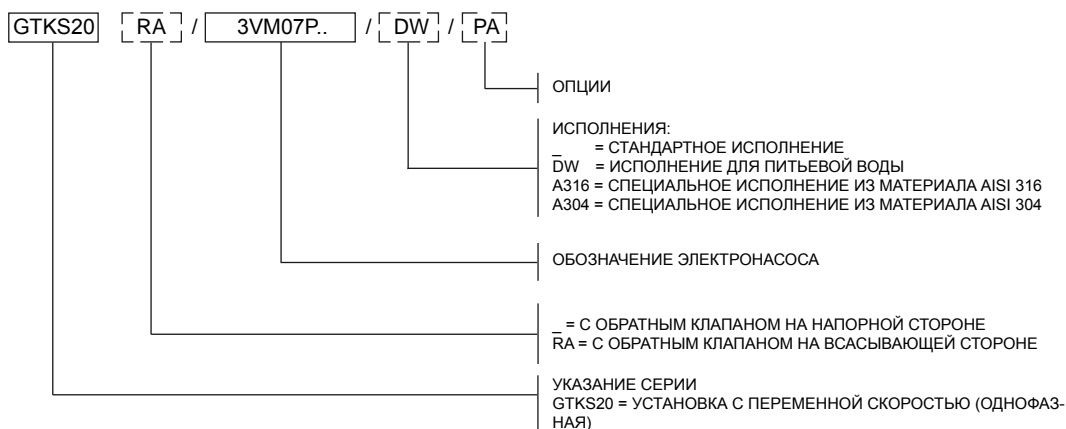 GTKS20 RA / 3VM07P.. / DW / PA
ОПЦИИ
ИСПОЛНЕНИЯ:
_ = СТАНДАРТНОЕ ИСПОЛНЕНИЕ
DW = ИСПОЛНЕНИЕ ДЛЯ ПИТЬЕВОЙ ВОДЫ
A316 = СПЕЦИАЛЬНОЕ ИСПОЛНЕНИЕ ИЗ МАТЕРИАЛА AISI 316
A304 = СПЕЦИАЛЬНОЕ ИСПОЛНЕНИЕ ИЗ МАТЕРИАЛА AISI 304
ОБОЗНАЧЕНИЕ ЭЛЕКТРОНАСОСА
_ = С ОБРАТНЫМ КЛАПАНОМ НА НАПОРНОЙ СТОРОНЕ
RA = С ОБРАТНЫМ КЛАПАНОМ НА ВСАСЫВАЮЩЕЙ СТОРОНЕ
УКАЗАНИЕ СЕРИИ
GTKS20 = УСТАНОВКА С ПЕРЕМЕННОЙ СКОРОСТЬЮ (ОДНОФАЗ-
НАЯ)